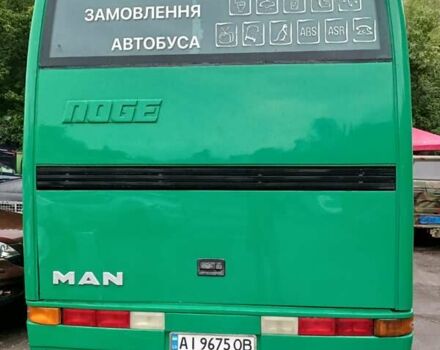 ЗАМОВЛЕННЯ
АВТОБУСА
ABS ASR
NOGE
MAN
AI 9675 OB